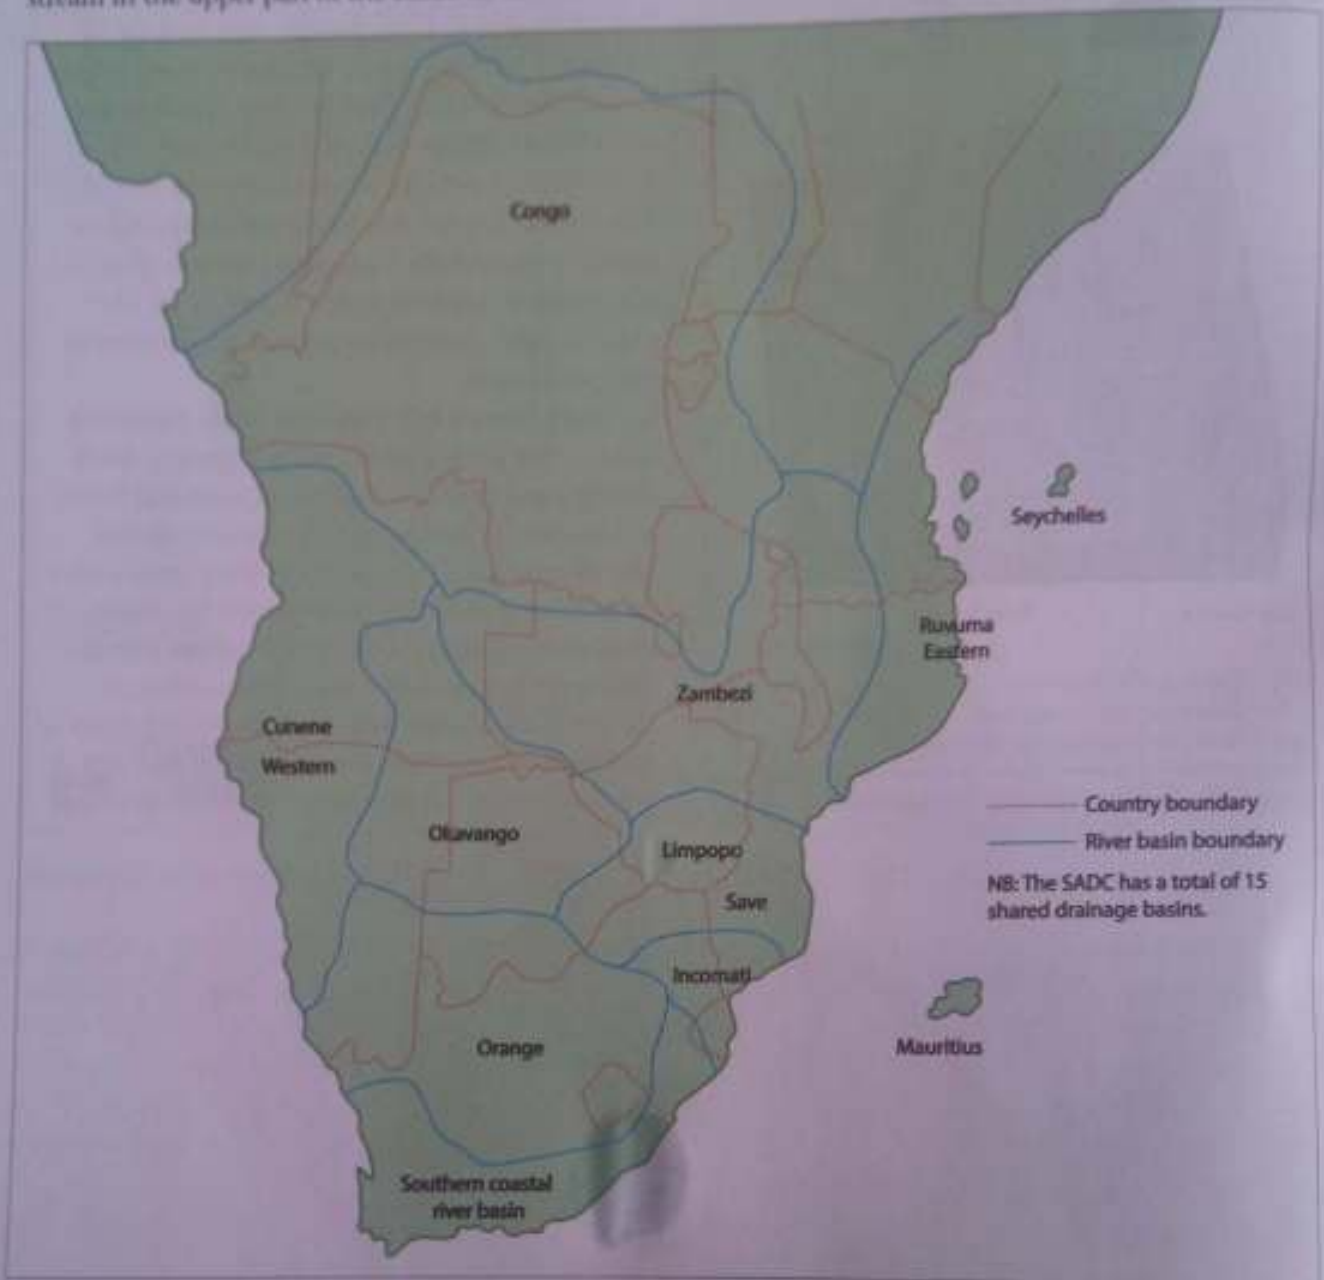 Congo
Seychelles
Ruvuma
Eastern
Zambezi
Cunene
Western
Country boundary
Okavango
River basin boundary
Limpopo
NB: The SADC has a total of 15
shared drainage basins.
Save
Incomati
Orange
Mauritius
Southern coastal
river basin